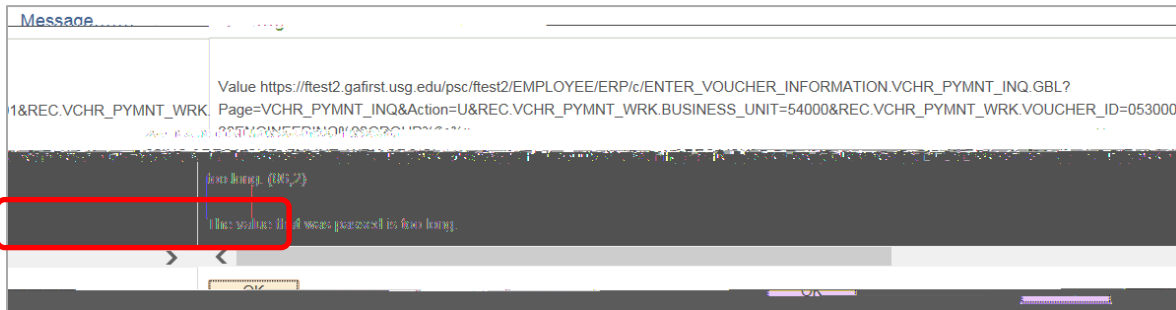 Message
Value https://ftest2.gafirst.usg.edu/psc/ftest2/EMPLOYEE/ERP/c/ENTER_VOUCHER_INFORMATION.VCHR_PYMNT_INQ.GBL?
1&REC.VCHR_PYMNT_WRK. Page=VCHR_PYMNT_INQ&Action=U&REC.VCHR_PYMNT_WRK.BUSINESS_UNIT=54000&REC.VCHR_PYMNT_WRK.VOUCHER_ID=053000
too long. (86,2)
The value that was passed is too long.
OK
OK